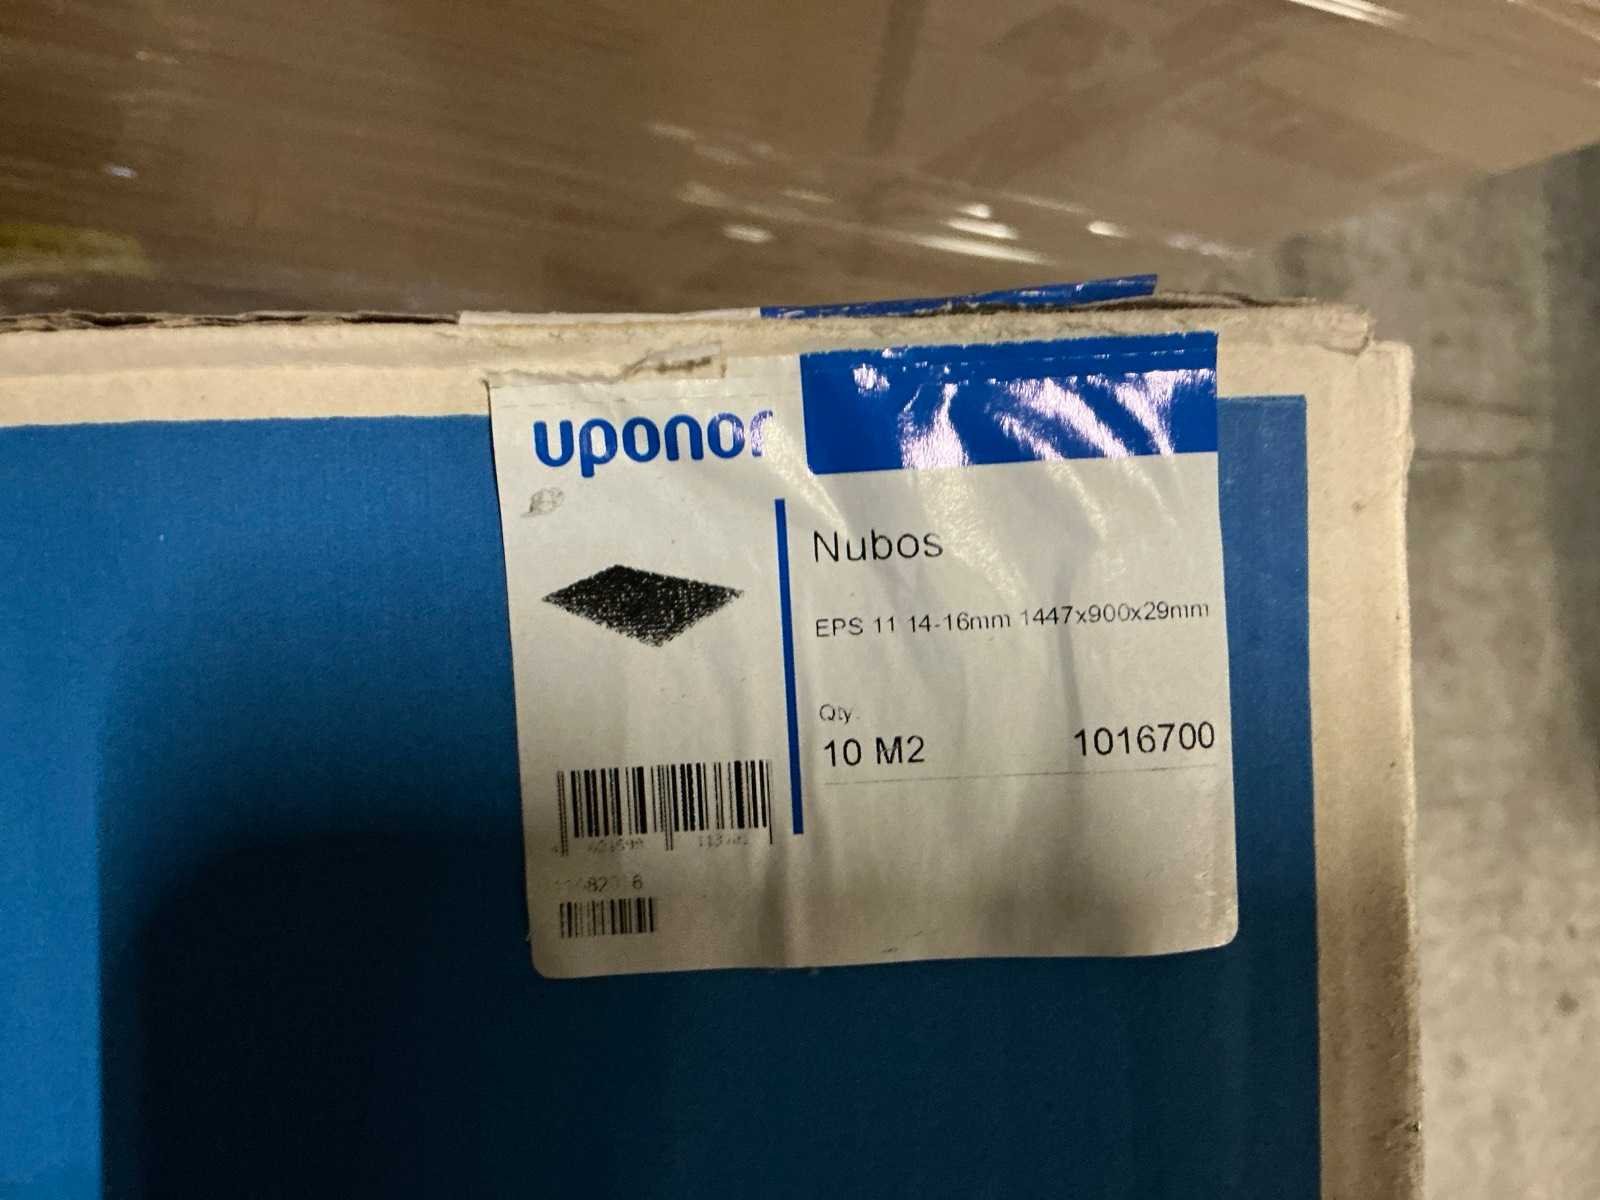 uponor
Nubos
EPS 11 14-16mm 1447x900x29mm
Qty.
10 M2 1016700